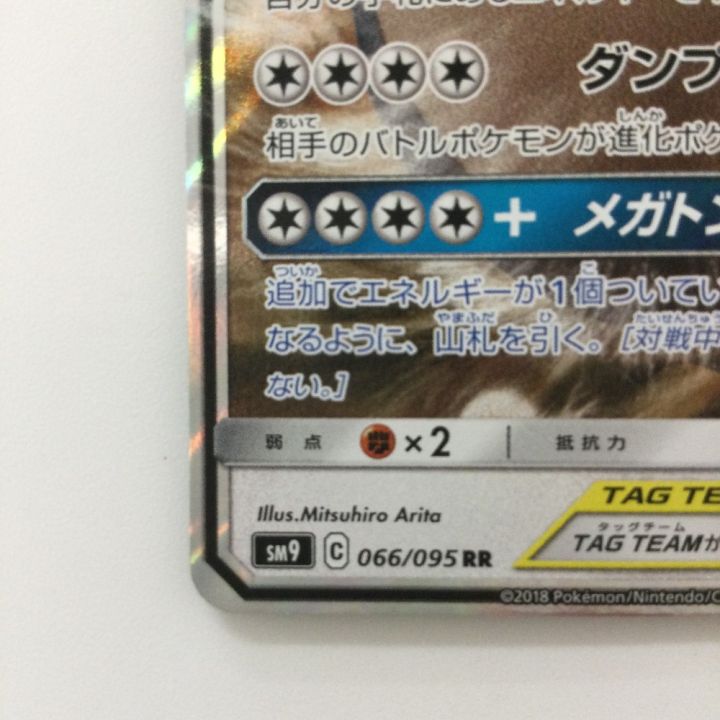 ダンプ
あいて しんか
相手のバトルポケモンが進化ポケ
+ メガトン
ついか こ
追加でエネルギーが1個ついてい
やまふだ ひ たいせんちゅう
なるように、山札を引く。[対戦中
ない。]
弱点 ×2 抵抗力
Illus.Mitsuhiro Arita
TAG TE
タッグチーム
TAG TEAMが
SM9 C 066/095 RR
©2018 Pokémon/Nintendo/C